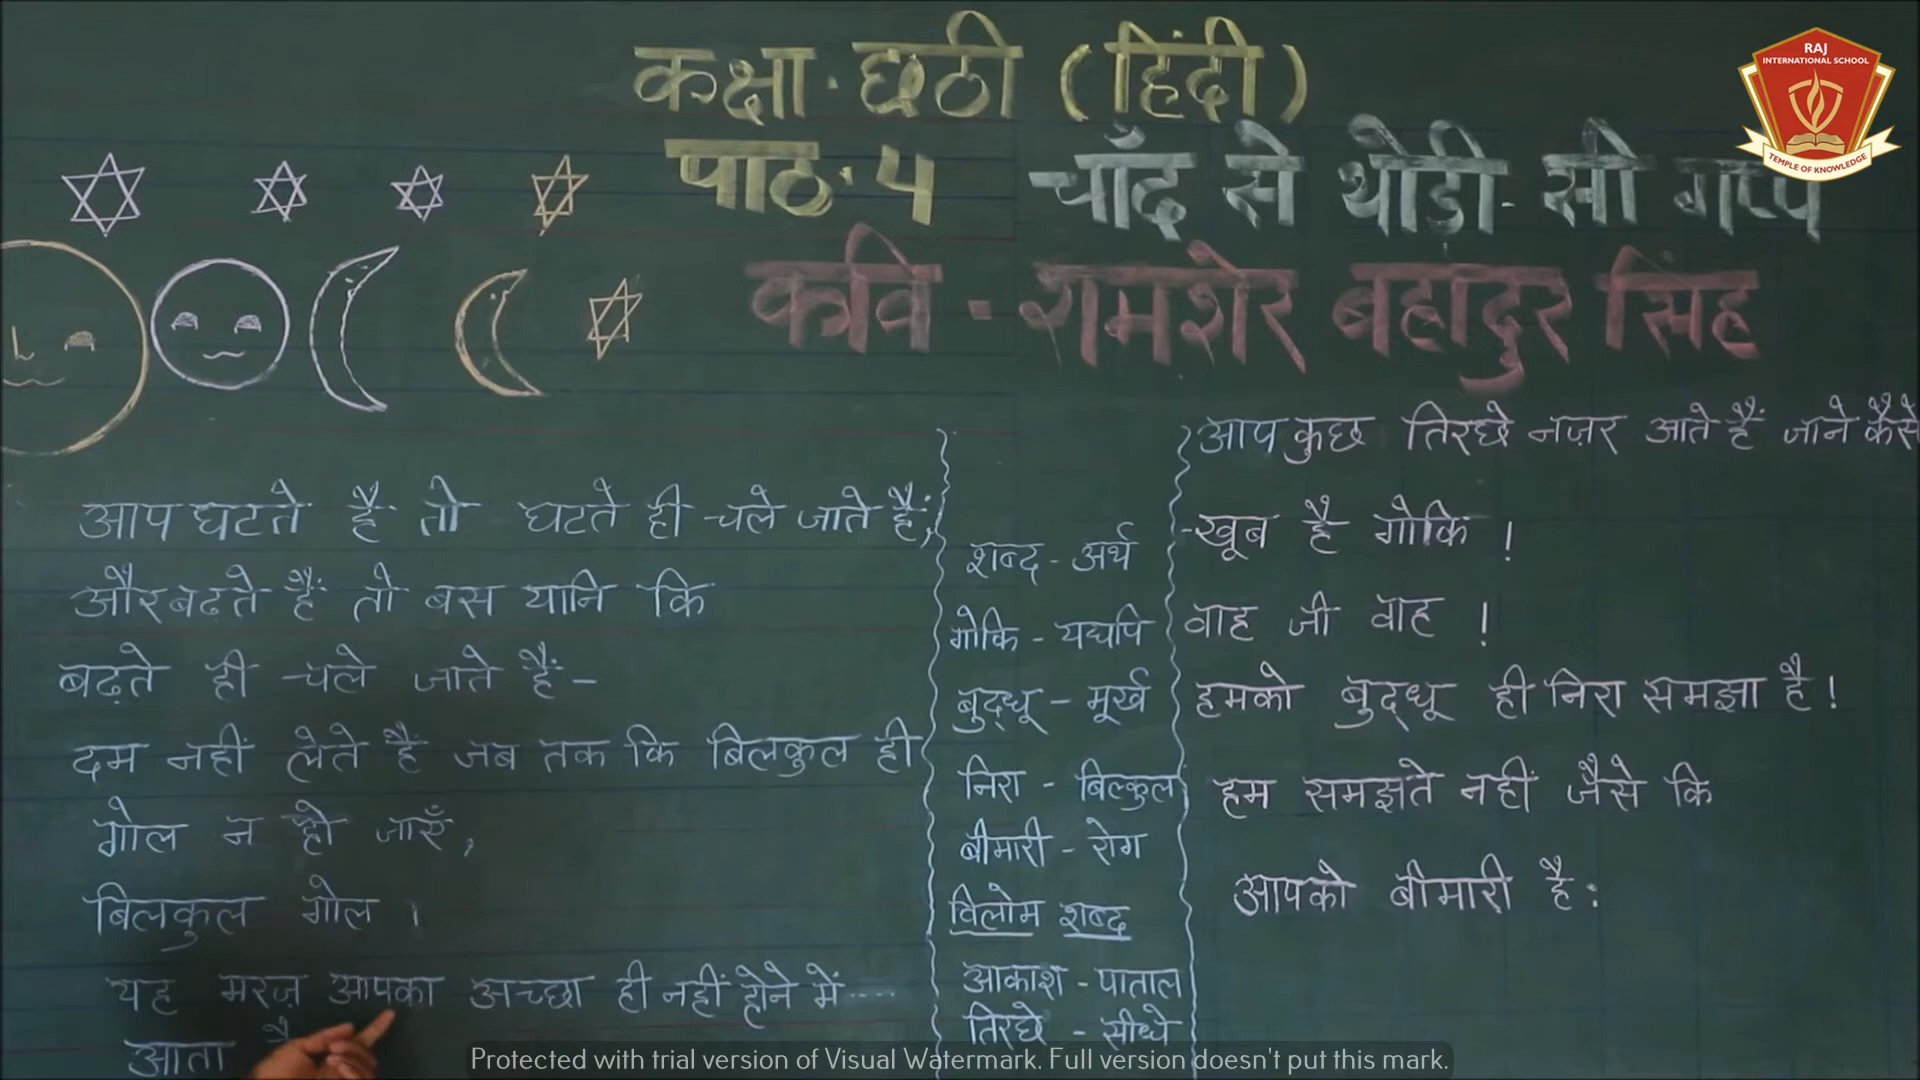 कक्षा - छठी (हिंदी)
पाठ - 4 चाँद से थोड़ी - सी गप्प
कवि - शमशेर बहादुर सिंह
RAJ
INTERNATIONAL SCHOOL
TEMPLE OF KNOWLEDGE
आप घटते है तो घटते ही चले जाते हैं;
और बढ़ते हैं तो बस यानि कि
बढ़ते ही चले जाते हैं -
दम नहीं लेते हैं जब तक कि बिलकुल ही
गोल न हो जाएँ,
बिलकुल गोल ।
यह मरज़ आपका अच्छा ही नहीं होने में ....
आता है
शब्द - अर्थ
गोकि - यद्यपि
बुद्धू - मूर्ख
निरा - बिल्कुल
बीमारी - रोग
विलोम शब्द
आकाश - पाताल
तिरछे - सीधे
आप कुछ तिरछे नज़र आते हैं जाने कैसे
खूब है गोकि !
वाह जी वाह !
हमको बुद्धू ही निरा समझा है !
हम समझते नहीं जैसे कि
आपको बीमारी है :
Protected with trial version of Visual Watermark. Full version doesn't put this mark.